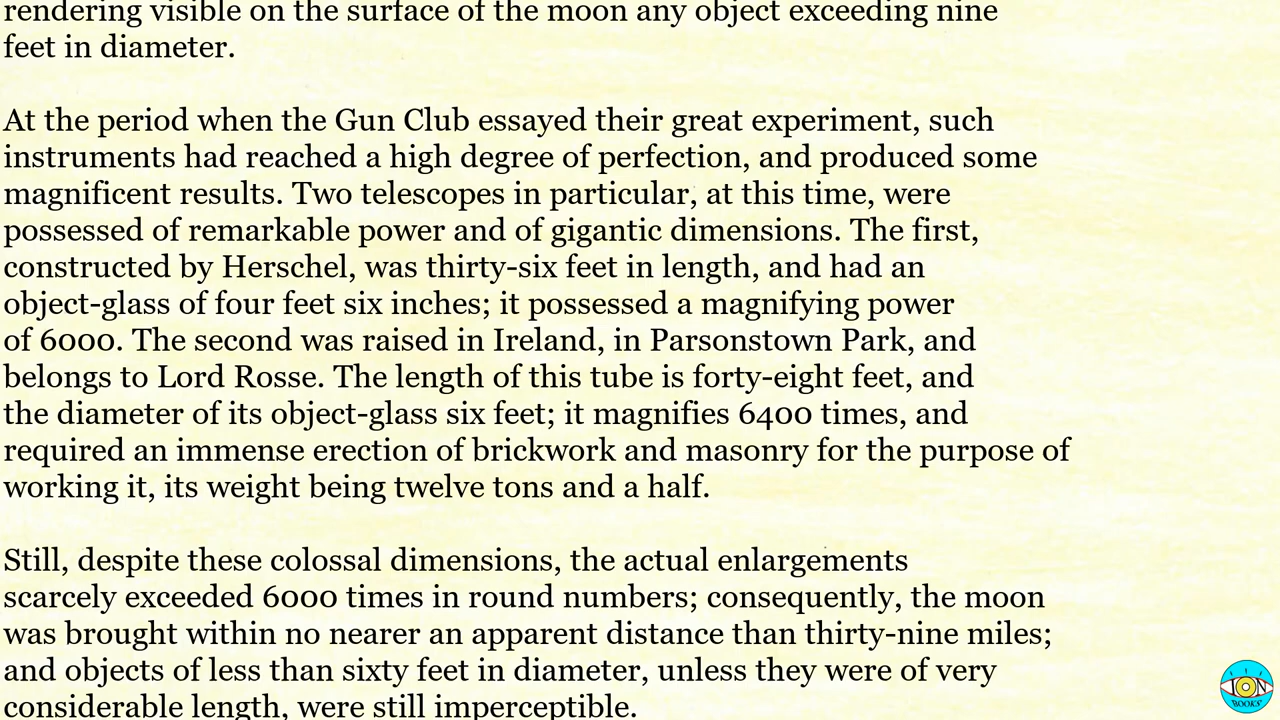 rendering visible on the surface of the moon any object exceeding nine
feet in diameter.
At the period when the Gun Club essayed their great experiment, such
instruments had reached a high degree of perfection, and produced some
magnificent results. Two telescopes in particular, at this time, were
possessed of remarkable power and of gigantic dimensions. The first,
constructed by Herschel, was thirty-six feet in length, and had an
object-glass of four feet six inches; it possessed a magnifying power
of 6000. The second was raised in Ireland, in Parsonstown Park, and
belongs to Lord Rosse. The length of this tube is forty-eight feet, and
the diameter of its object-glass six feet; it magnifies 6400 times, and
required an immense erection of brickwork and masonry for the purpose of
working it, its weight being twelve tons and a half.
Still, despite these colossal dimensions, the actual enlargements
scarcely exceeded 6000 times in round numbers; consequently, the moon
was brought within no nearer an apparent distance than thirty-nine miles;
and objects of less than sixty feet in diameter, unless they were of very
considerable length, were still imperceptible.
ION
BOOKS